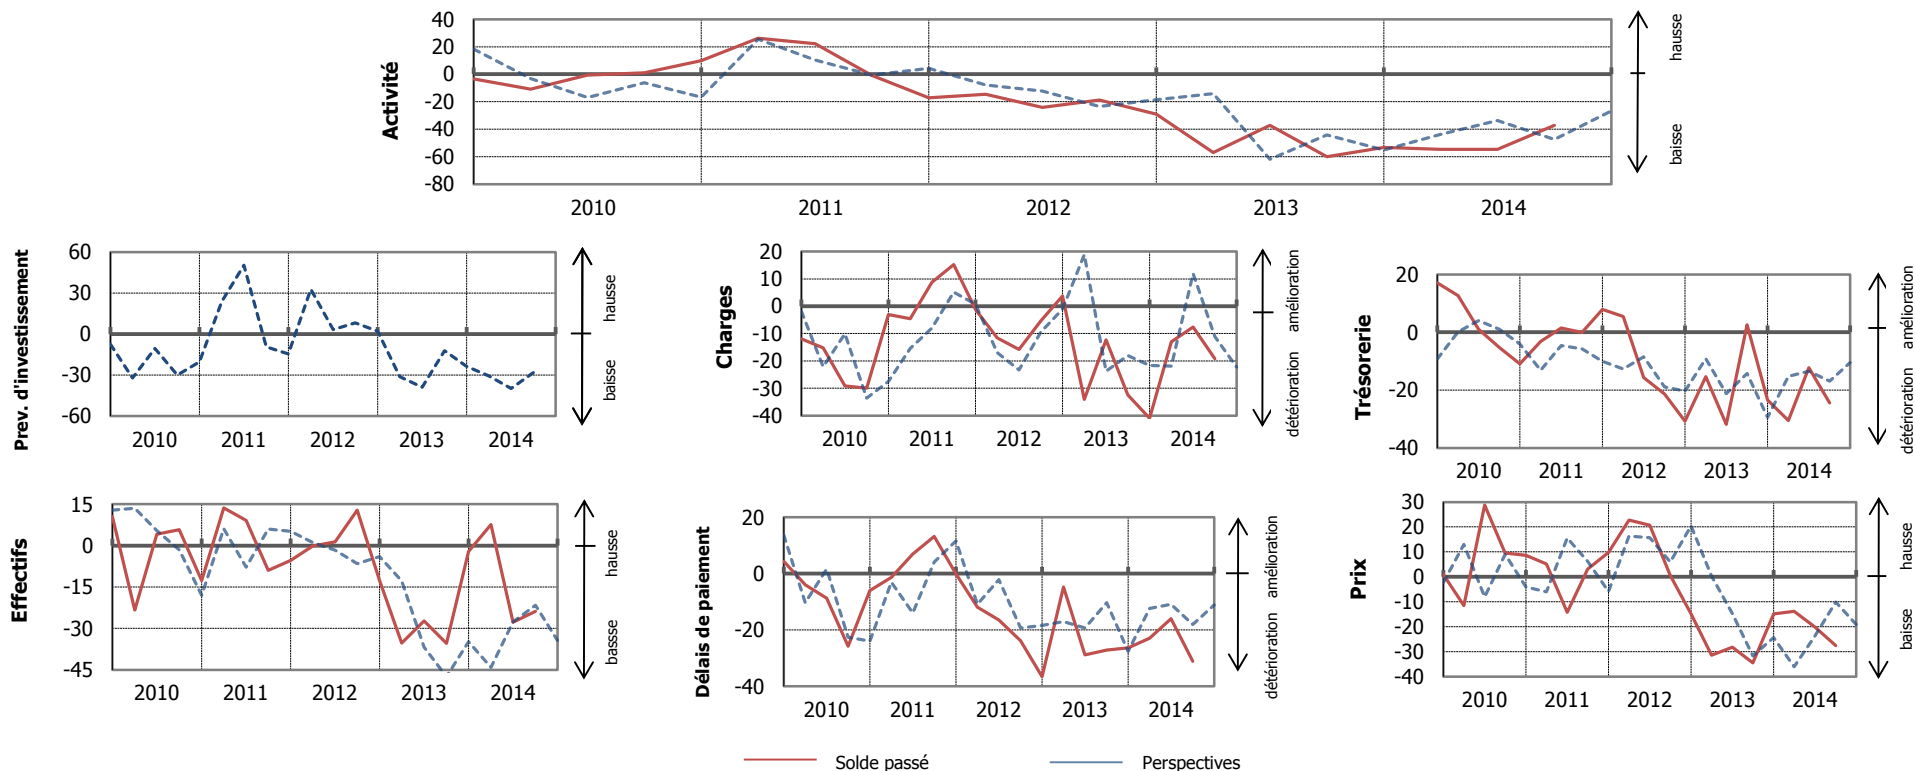 Activité
40
20
0
-20
-40
-60
-80
2010 2011 2012 2013 2014
hausse
baisse
Prev. d'investissement
60
30
0
-30
-60
2010 2011 2012 2013 2014
hausse
baisse
Charges
20
10
0
-10
-20
-30
-40
2010 2011 2012 2013 2014
amélioration
détérioration
Trésorerie
20
0
-20
-40
2010 2011 2012 2013 2014
amélioration
détérioration
Effectifs
15
0
-15
-30
-45
2010 2011 2012 2013 2014
hausse
bassse
Délais de paiement
20
0
-20
-40
2010 2011 2012 2013 2014
amélioration
détérioration
Prix
30
20
10
0
-10
-20
-30
-40
2010 2011 2012 2013 2014
hausse
baisse
Solde passé Perspectives